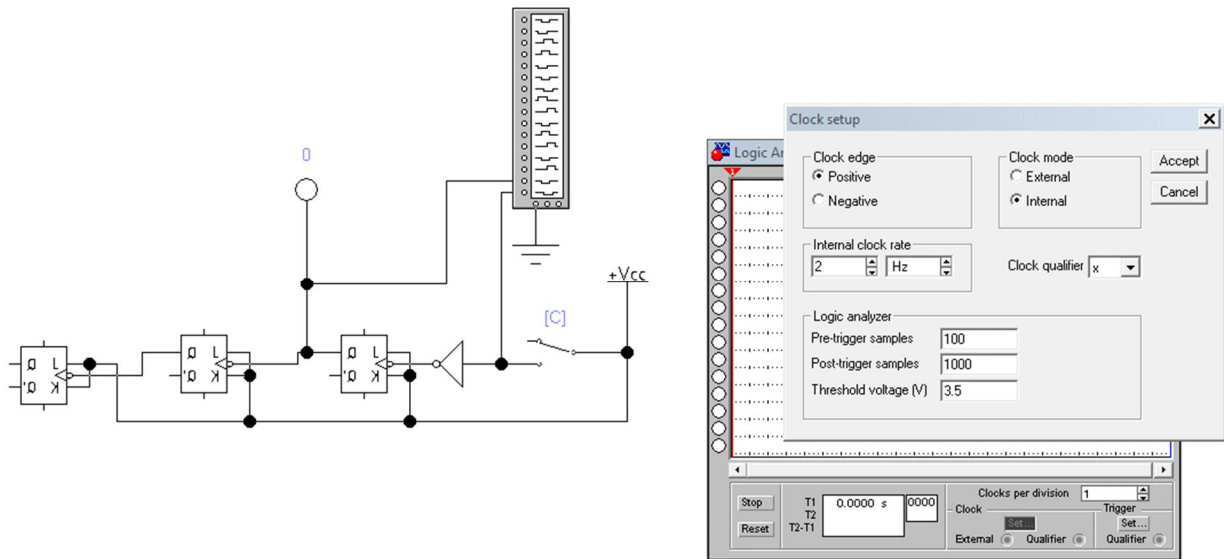 0
+Vcc
[C]
Q J
Q' K
Q J
Q' K
Q J
Q' K
Logic An
1
Clock setup
Clock edge
Positive
Negative
Clock mode
External
Internal
Accept
Cancel
Internal clock rate
2 Hz
Clock qualifier x
Logic analyzer
Pre-trigger samples 100
Post-trigger samples 1000
Threshold voltage (V) 3.5
Stop
Reset
T1 0.0000 s 0000
T2
T2-T1
Clocks per division 1
Clock
Set...
External Qualifier
Trigger
Set...
Qualifier